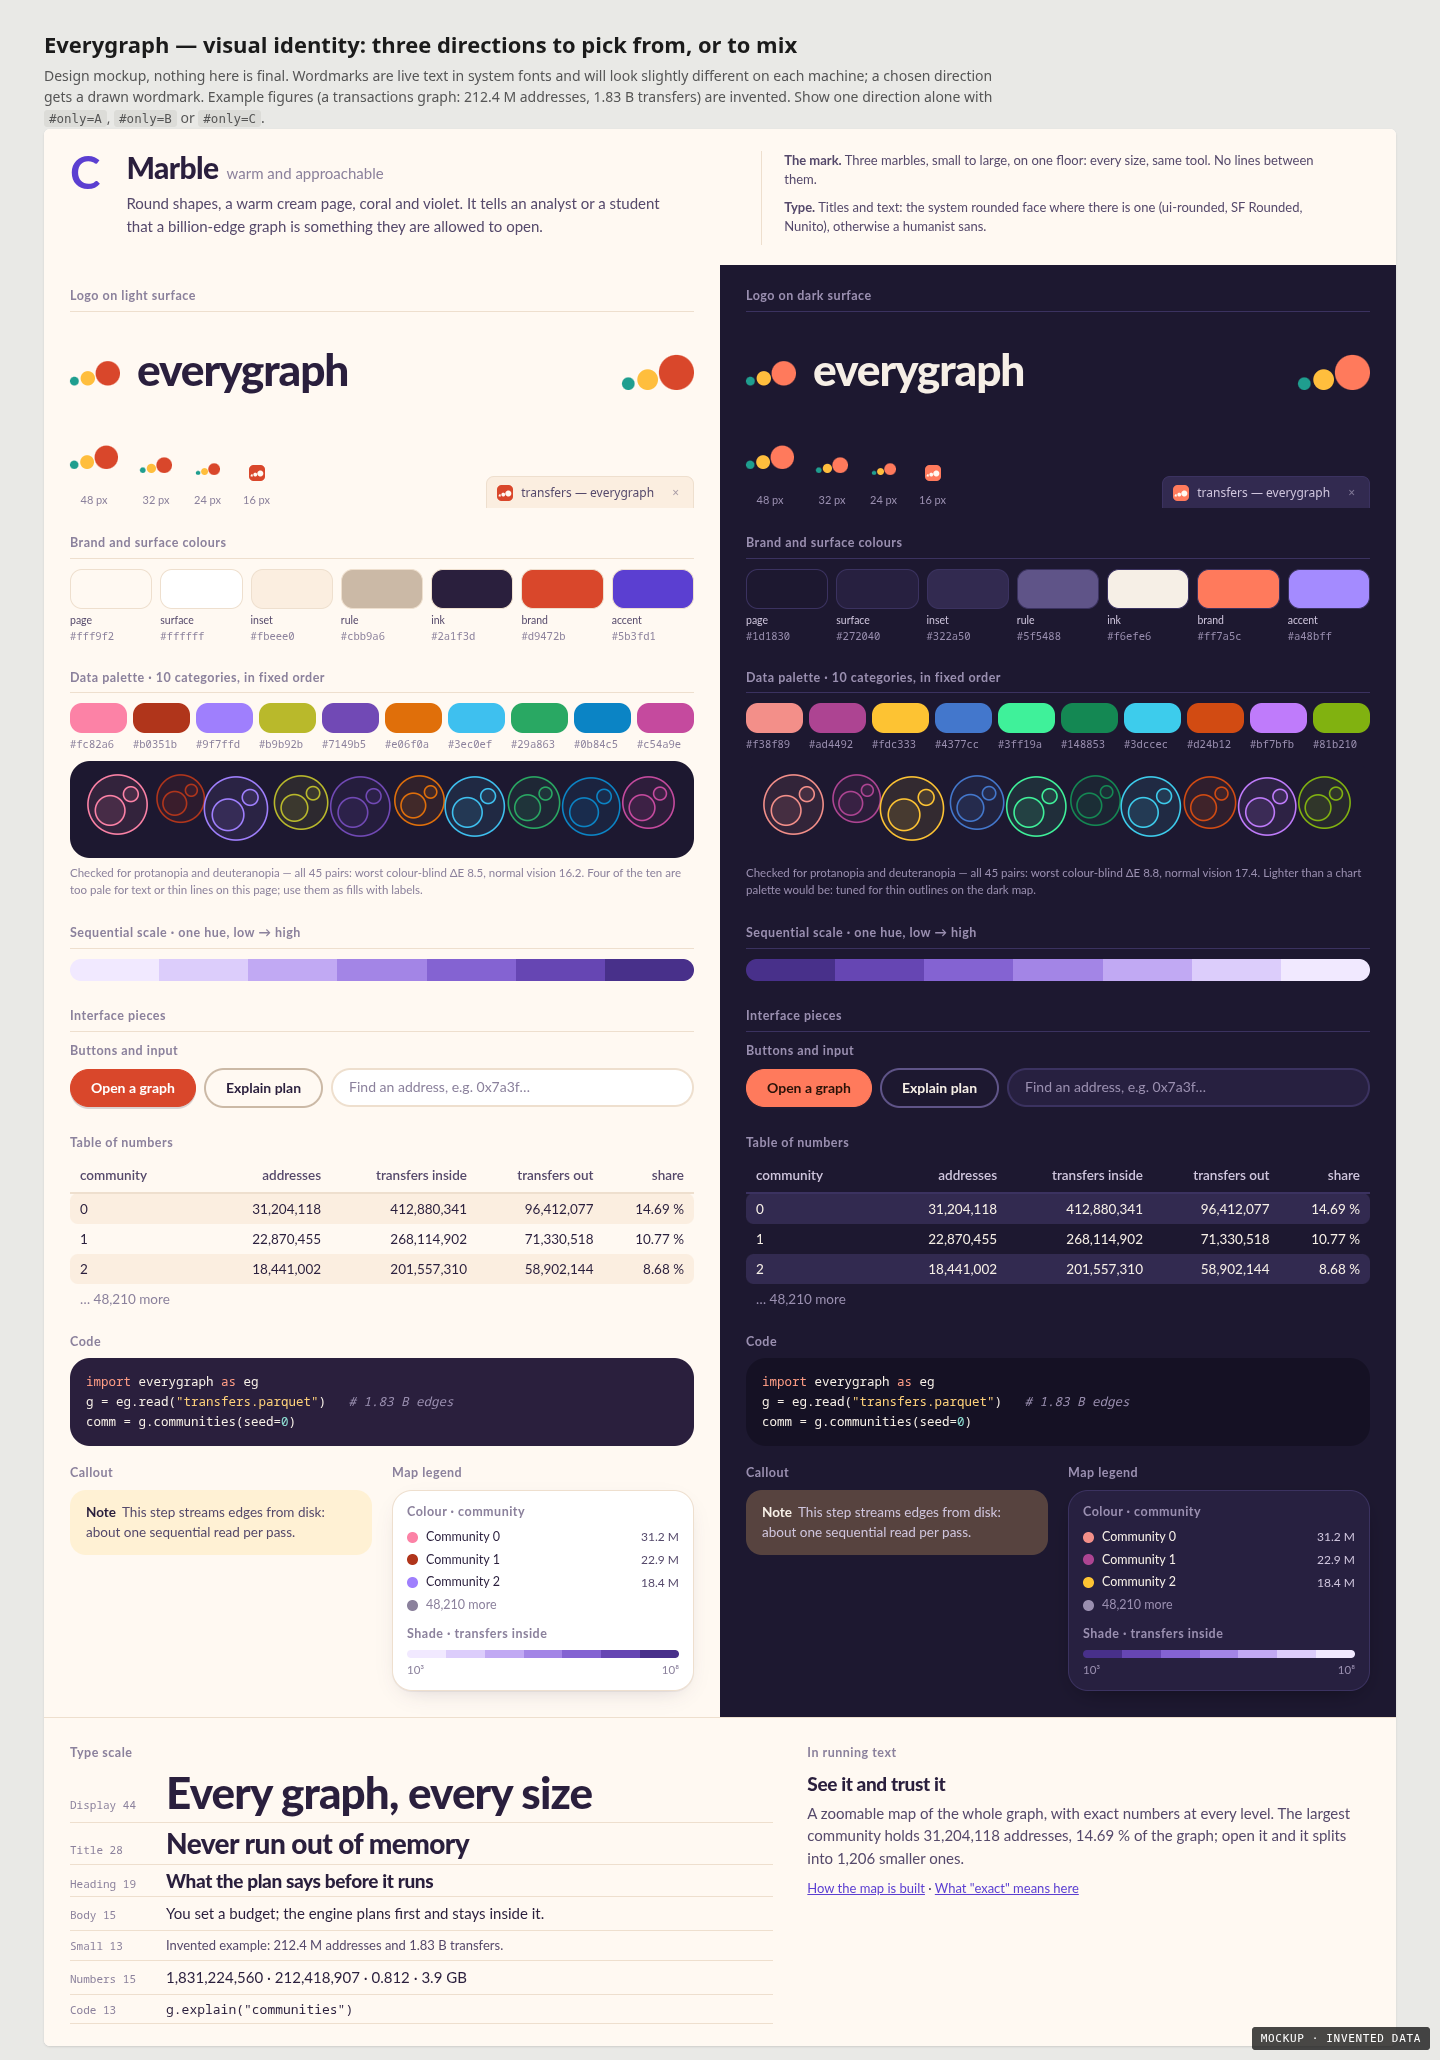 Everygraph — visual identity: three directions to pick from, or to mix
Design mockup, nothing here is final. Wordmarks are live text in system fonts and will look slightly different on each machine; a chosen direction
gets a drawn wordmark. Example figures (a transactions graph: 212.4 M addresses, 1.83 B transfers) are invented. Show one direction alone with
#only=A, #only=B or #only=C.
C
Marble warm and approachable
Round shapes, a warm cream page, coral and violet. It tells an analyst or a student
that a billion-edge graph is something they are allowed to open.
The mark. Three marbles, small to large, on one floor: every size, same tool. No lines between
them.
Type. Titles and text: the system rounded face where there is one (ui-rounded, SF Rounded,
Nunito), otherwise a humanist sans.
Logo on light surface
everygraph
48 px 32 px 24 px 16 px
transfers — everygraph ×
Brand and surface colours
page surface inset rule ink brand accent
#fff9f2 #ffffff #fbeee0 #cbb9a6 #2a1f3d #d9472b #5b3fd1
Data palette · 10 categories, in fixed order
#fc82a6 #b0351b #9f7ffd #b9b92b #7149b5 #e06f0a #3ec0ef #29a863 #0b84c5 #c54a9e
Checked for protanopia and deuteranopia — all 45 pairs: worst colour-blind ΔE 8.5, normal vision 16.2. Four of the ten are
too pale for text or thin lines on this page; use them as fills with labels.
Sequential scale · one hue, low → high
Interface pieces
Buttons and input
Open a graph Explain plan Find an address, e.g. 0x7a3f…
Table of numbers
community addresses transfers inside transfers out share
0 31,204,118 412,880,341 96,412,077 14.69 %
1 22,870,455 268,114,902 71,330,518 10.77 %
2 18,441,002 201,557,310 58,902,144 8.68 %
… 48,210 more
Code
import everygraph as eg
g = eg.read("transfers.parquet") # 1.83 B edges
comm = g.communities(seed=0)
Callout
Note This step streams edges from disk:
about one sequential read per pass.
Map legend
Colour · community
Community 0 31.2 M
Community 1 22.9 M
Community 2 18.4 M
48,210 more
Shade · transfers inside
10³ 10⁸
Logo on dark surface
everygraph
48 px 32 px 24 px 16 px
transfers — everygraph ×
Brand and surface colours
page surface inset rule ink brand accent
#1d1830 #272040 #322a50 #5f5488 #f6efe6 #ff7a5c #a48bff
Data palette · 10 categories, in fixed order
#f38f89 #ad4492 #fdc333 #4377cc #3ff19a #148853 #3dccec #d24b12 #bf7bfb #81b210
Checked for protanopia and deuteranopia — all 45 pairs: worst colour-blind ΔE 8.8, normal vision 17.4. Lighter than a chart
palette would be: tuned for thin outlines on the dark map.
Sequential scale · one hue, low → high
Interface pieces
Buttons and input
Open a graph Explain plan Find an address, e.g. 0x7a3f…
Table of numbers
community addresses transfers inside transfers out share
0 31,204,118 412,880,341 96,412,077 14.69 %
1 22,870,455 268,114,902 71,330,518 10.77 %
2 18,441,002 201,557,310 58,902,144 8.68 %
… 48,210 more
Code
import everygraph as eg
g = eg.read("transfers.parquet") # 1.83 B edges
comm = g.communities(seed=0)
Callout
Note This step streams edges from disk:
about one sequential read per pass.
Map legend
Colour · community
Community 0 31.2 M
Community 1 22.9 M
Community 2 18.4 M
48,210 more
Shade · transfers inside
10³ 10⁸
Type scale
Display 44 Every graph, every size
Title 28 Never run out of memory
Heading 19 What the plan says before it runs
Body 15 You set a budget; the engine plans first and stays inside it.
Small 13 Invented example: 212.4 M addresses and 1.83 B transfers.
Numbers 15 1,831,224,560 · 212,418,907 · 0.812 · 3.9 GB
Code 13 g.explain("communities")
In running text
See it and trust it
A zoomable map of the whole graph, with exact numbers at every level. The largest
community holds 31,204,118 addresses, 14.69 % of the graph; open it and it splits
into 1,206 smaller ones.
How the map is built · What "exact" means here
MOCKUP · INVENTED DATA